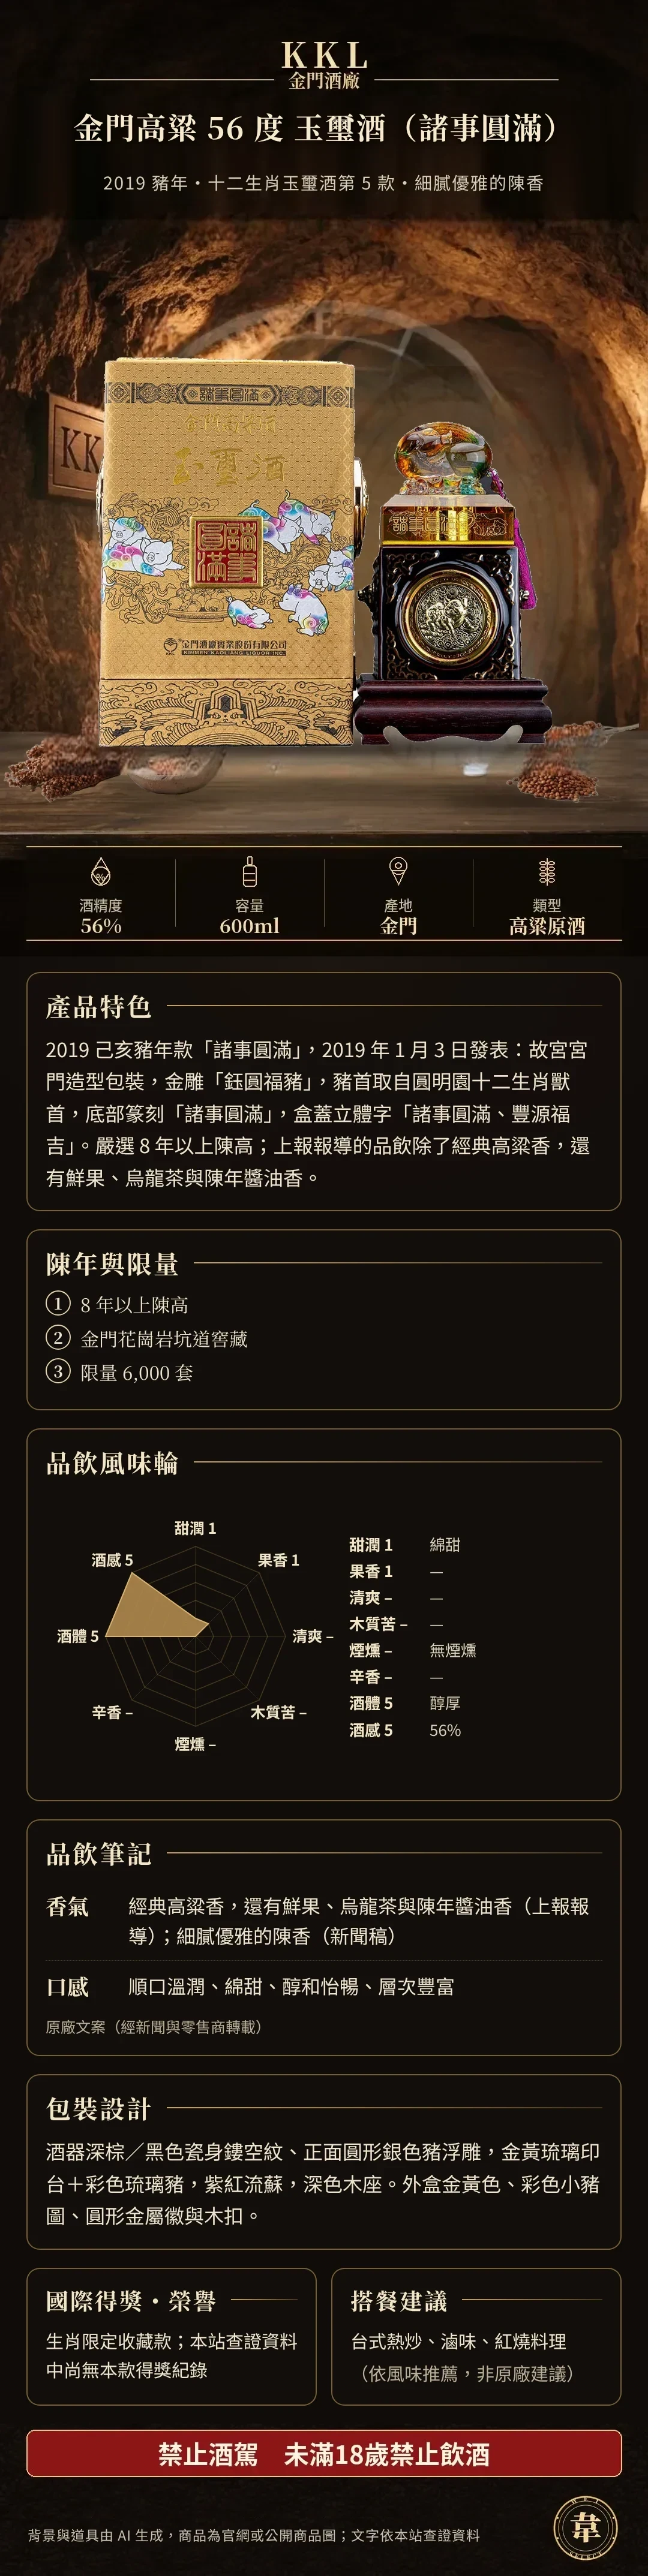 KKL
金門酒廠
金門高粱 56 度 玉璽酒（諸事圓滿）
2019 豬年・十二生肖玉璽酒第 5 款・細膩優雅的陳香
KK
諸事圓滿
金門高粱酒
玉璽酒
諸事圓滿
金門酒廠實業股份有限公司
KINMEN KAOLIANG LIQUOR INC.
諸事圓滿
%
酒精度
56%
容量
600ml
產地
金門
類型
高粱原酒
產品特色
2019 己亥豬年款「諸事圓滿」，2019 年 1 月 3 日發表：故宮宮
門造型包裝，金雕「鈺圓福豬」，豬首取自圓明園十二生肖獸
首，底部篆刻「諸事圓滿」，盒蓋立體字「諸事圓滿、豐源福
吉」。嚴選 8 年以上陳高；上報報導的品飲除了經典高粱香，還
有鮮果、烏龍茶與陳年醬油香。
陳年與限量
1 8 年以上陳高
2 金門花崗岩坑道窖藏
3 限量 6,000 套
品飲風味輪
甜潤 1
果香 1
清爽 –
木質苦 –
煙燻 –
辛香 –
酒體 5
酒感 5
甜潤 1 綿甜
果香 1 —
清爽 – —
木質苦 – —
煙燻 – 無煙燻
辛香 – —
酒體 5 醇厚
酒感 5 56%
品飲筆記
香氣 經典高粱香，還有鮮果、烏龍茶與陳年醬油香（上報報
導）；細膩優雅的陳香（新聞稿）
口感 順口溫潤、綿甜、醇和怡暢、層次豐富
原廠文案（經新聞與零售商轉載）
包裝設計
酒器深棕／黑色瓷身鏤空紋、正面圓形銀色豬浮雕，金黃琉璃印
台＋彩色琉璃豬，紫紅流蘇，深色木座。外盒金黃色、彩色小豬
圖、圓形金屬徽與木扣。
國際得獎・榮譽
生肖限定收藏款；本站查證資料
中尚無本款得獎紀錄
搭餐建議
台式熱炒、滷味、紅燒料理
（依風味推薦，非原廠建議）
禁止酒駕 未滿18歲禁止飲酒
背景與道具由 AI 生成，商品為官網或公開商品圖；文字依本站查證資料
韋